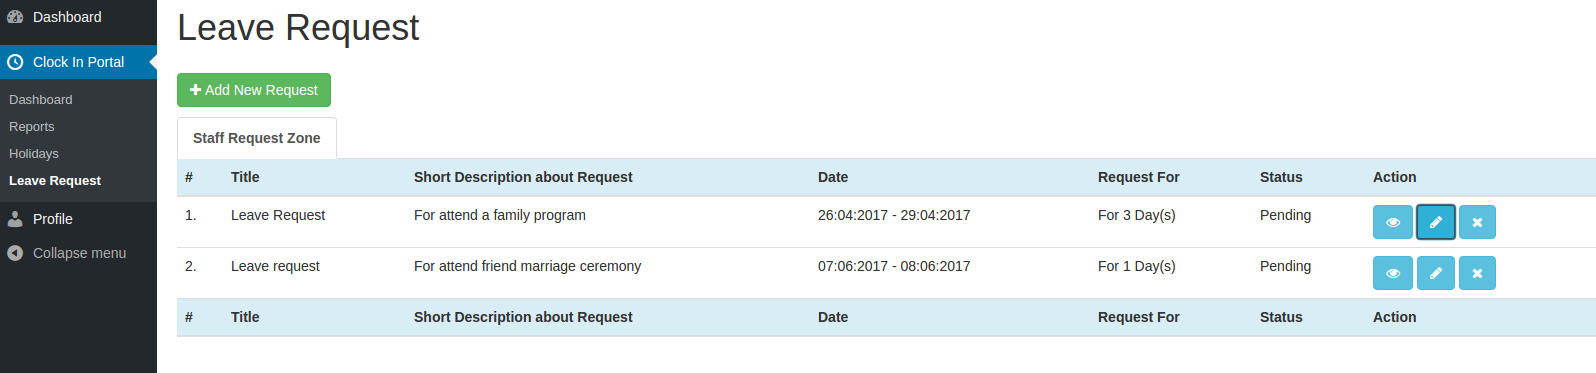 Dashboard
Clock In Portal
Dashboard
Reports
Holidays
Leave Request
Profile
Collapse menu
Leave Request
Add New Request
Staff Request Zone
# Title Short Description about Request Date Request For Status Action
1. Leave Request For attend a family program 26:04:2017 - 29:04:2017 For 3 Day(s) Pending
2. Leave request For attend friend marriage ceremony 07:06:2017 - 08:06:2017 For 1 Day(s) Pending
# Title Short Description about Request Date Request For Status Action